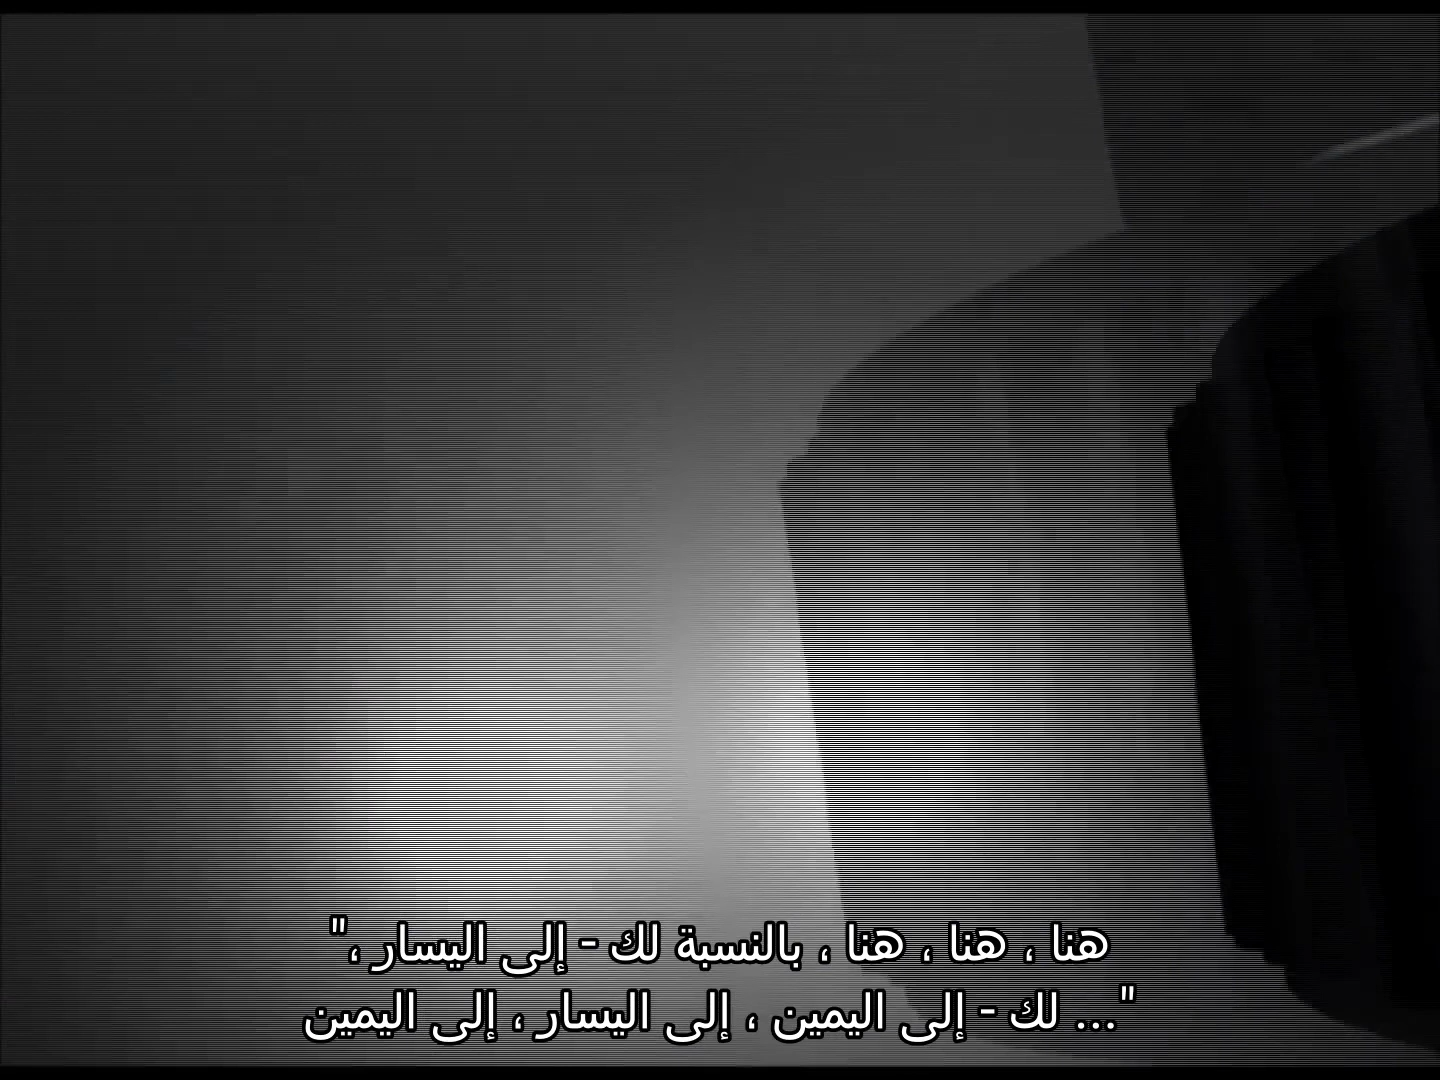 هنا ، هنا ، هنا ، بالنسبة لك - إلى اليسار ،"
"... لك - إلى اليمين ، إلى اليسار ، إلى اليمين